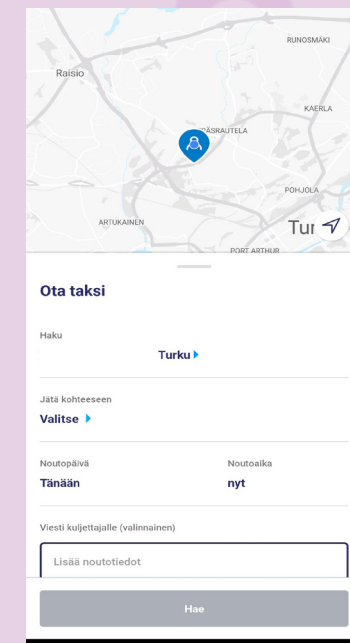 RUNOSMÄKI
Raisio
KAERLA
POHJOLA
ARTUKAINEN
PORT ARTHUR
Ota taksi
Haku
Turku
Jätä kohteeseen
Valitse
Noutopäivä Noutoaika
Tänään nyt
Viesti kuljettajalle (valinnainen)
Lisää noutotiedot
Hae